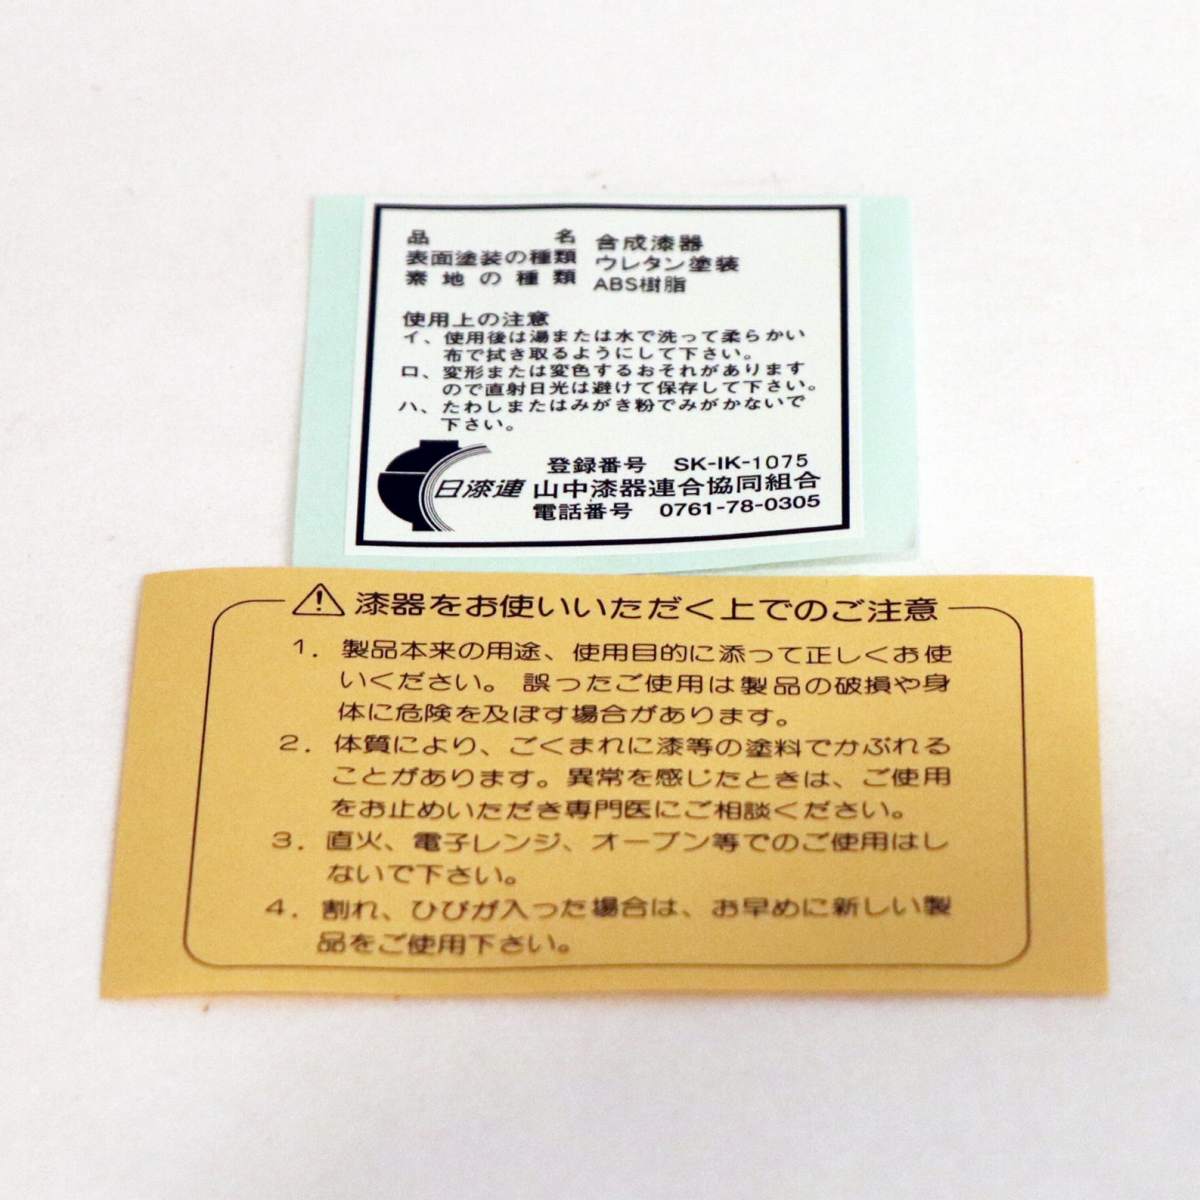 品名 合成漆器
表面塗装の種類 ウレタン塗装
素地の種類 ABS樹脂
使用上の注意
イ、使用後は湯または水で洗って柔らかい
布で拭き取るようにして下さい。
ロ、変形または変色するおそれがあります
ので直射日光は避けて保存して下さい。
ハ、たわしまたはみがき粉でみがかないで
下さい。
登録番号 SK-IK-1075
日漆連 山中漆器連合協同組合
電話番号 0761-78-0305
漆器をお使いいただく上でのご注意
1. 製品本来の用途、使用目的に添って正しくお使
いください。誤ったご使用は製品の破損や身
体に危険を及ぼす場合があります。
2. 体質により、ごくまれに漆等の塗料でかぶれる
ことがあります。異常を感じたときは、ご使用
をお止めいただき専門医にご相談ください。
3. 直火、電子レンジ、オーブン等でのご使用はし
ないで下さい。
4. 割れ、ひびが入った場合は、お早めに新しい製
品をご使用下さい。